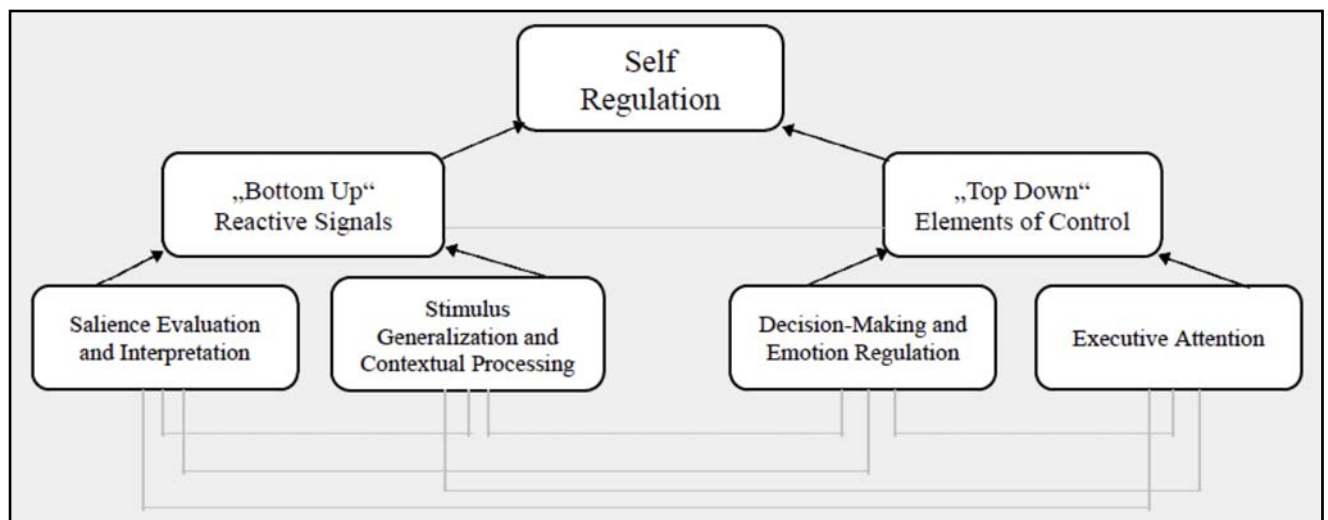 Self
Regulation
„Bottom Up“
Reactive Signals
„Top Down“
Elements of Control
Salience Evaluation
and Interpretation
Stimulus
Generalization and
Contextual Processing
Decision-Making and
Emotion Regulation
Executive Attention